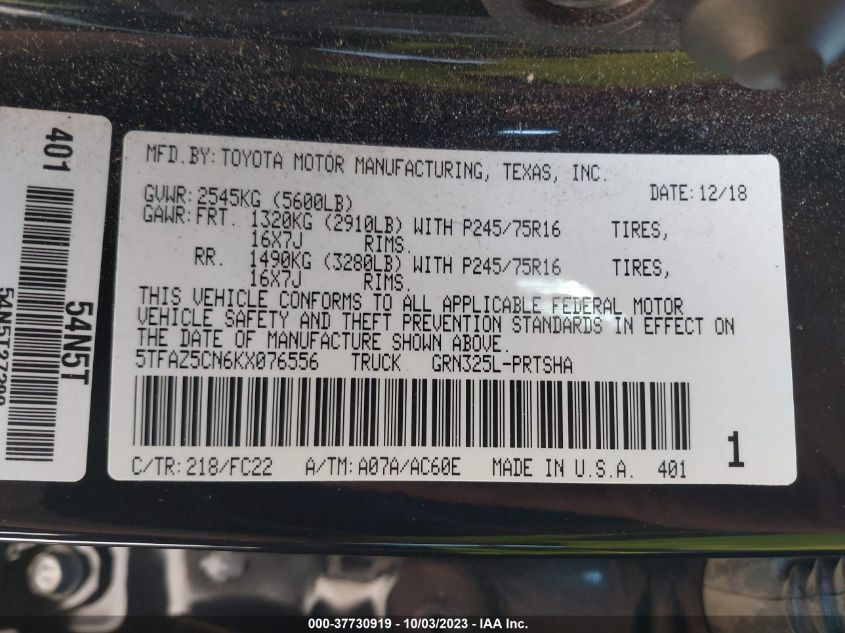 MFD.BY:TOYOTA MOTOR MANUFACTURING, TEXAS, INC.
DATE:12/18
GVWR:2545KG (5600LB)
GAWR:FRT. 1320KG (2910LB) WITH P245/75R16 TIRES,
16X7J RIMS.
RR. 1490KG (3280LB) WITH P245/75R16 TIRES,
16X7J RIMS.
THIS VEHICLE CONFORMS TO ALL APPLICABLE FEDERAL MOTOR
VEHICLE SAFETY AND THEFT PREVENTION STANDARDS IN EFFECT ON
THE DATE OF MANUFACTURE SHOWN ABOVE.
5TFAZ5CN6KX076556 TRUCK GRN325L-PRTSHA
C/TR:218/FC22 A/TM:A07A/AC60E MADE IN U.S.A. 401
1
401
54N5T
000-37730919 - 10/03/2023 - IAA Inc.